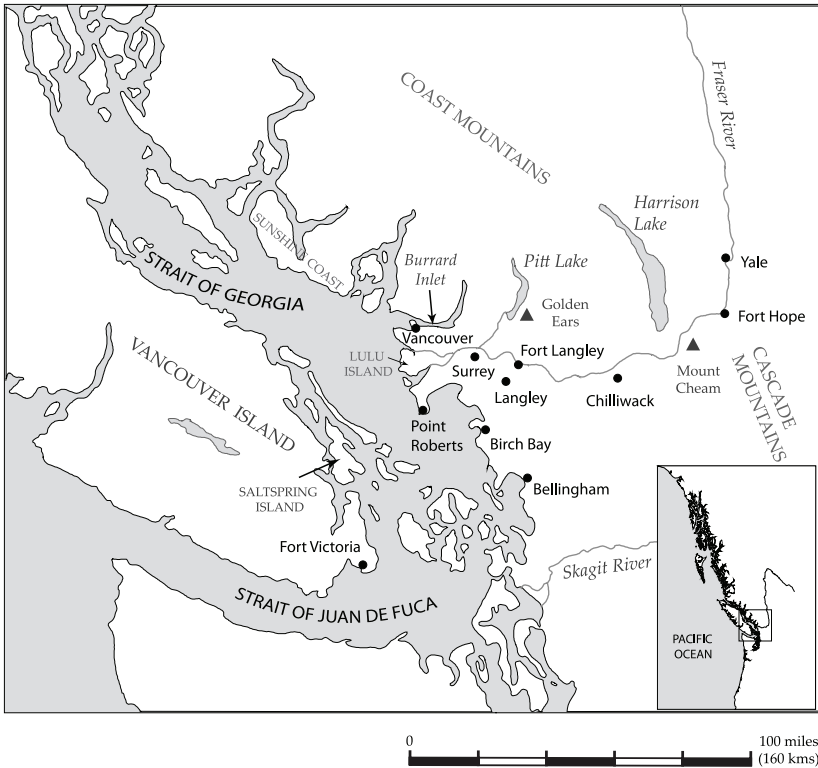 COAST MOUNTAINS
Fraser River
Harrison
Lake
SUNSHINE COAST
Burrard
Inlet
Pitt Lake
STRAIT OF GEORGIA
Yale
Golden
Ears
Fort Hope
Vancouver
VANCOUVER ISLAND
LULU
ISLAND
Surrey
Fort Langley
Mount
Cheam
CASCADE
MOUNTAINS
Langley
Chilliwack
Point
Roberts
Birch Bay
SALTSPRING
ISLAND
Bellingham
Fort Victoria
Skagit River
STRAIT OF JUAN DE FUCA
PACIFIC
OCEAN
0
100 miles
(160 kms)